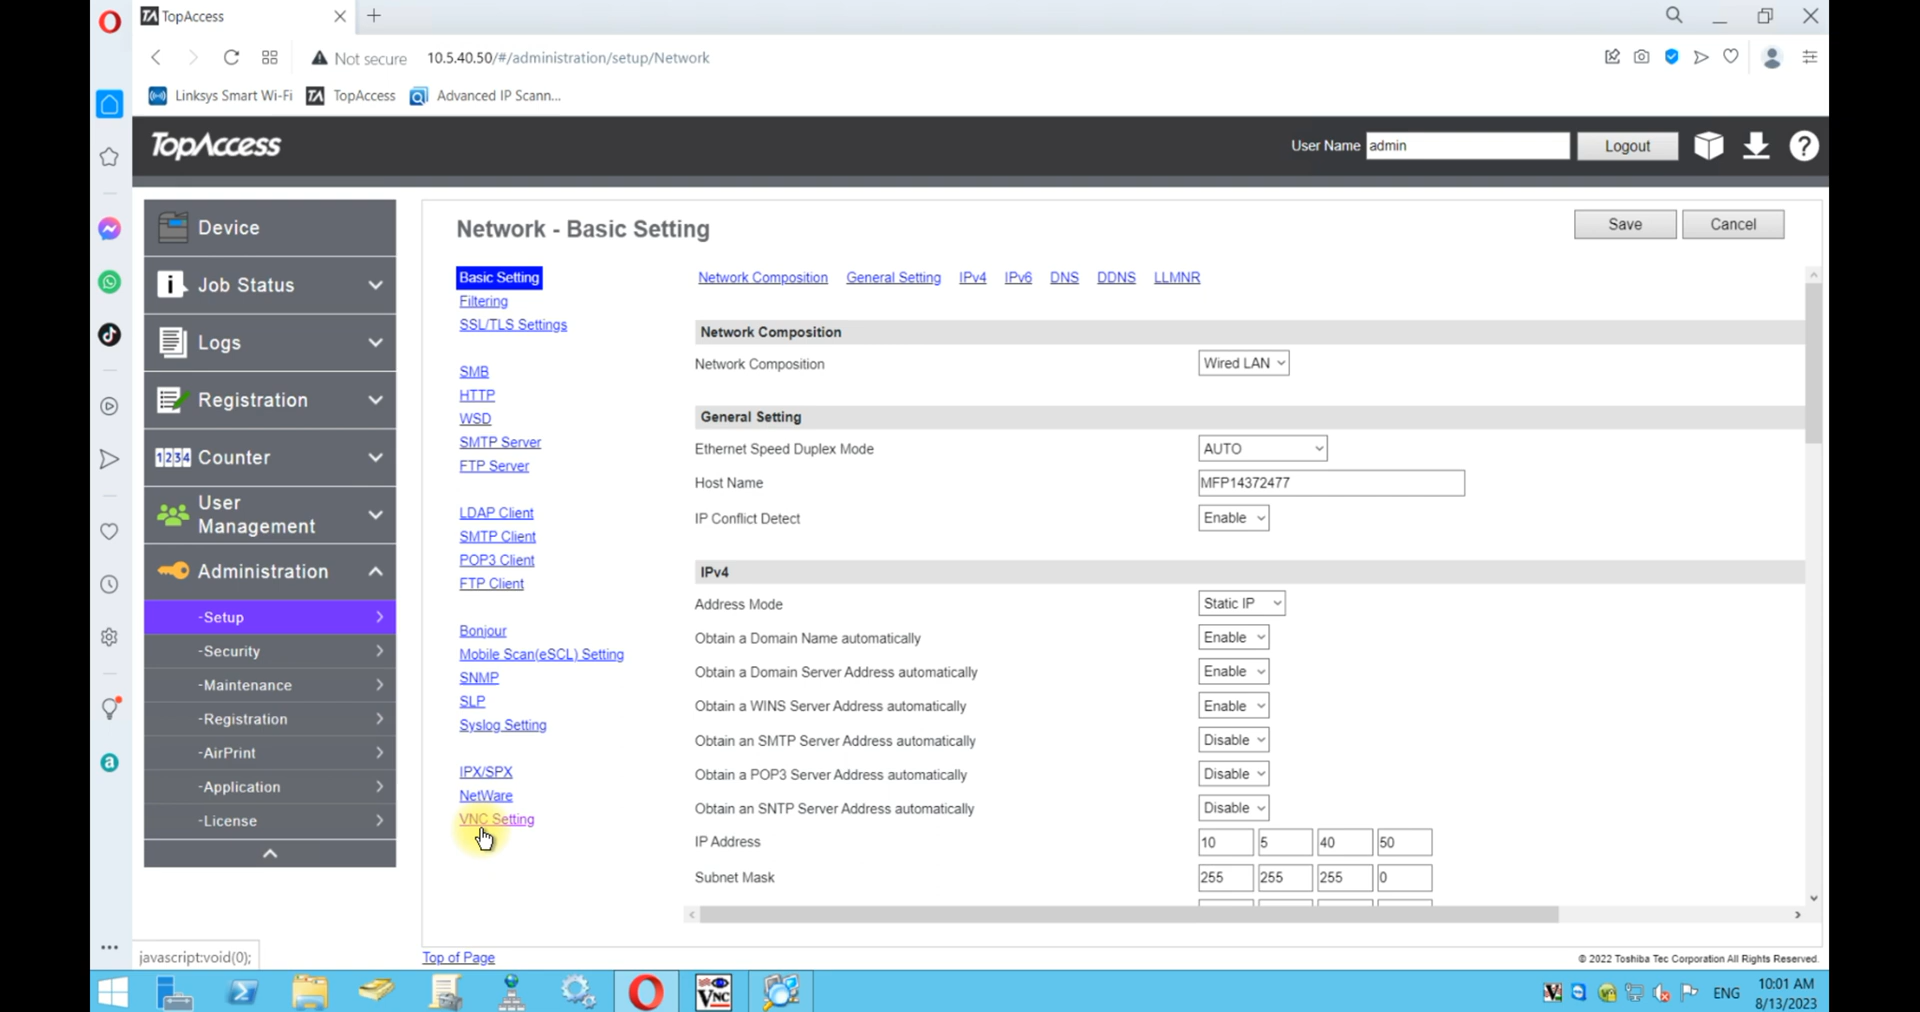 TopAccess
Not secure 10.5.40.50/#/administration/setup/Network
Linksys Smart Wi-Fi TopAccess Advanced IP Scann...
TopAccess
User Name admin Logout
Device
Job Status
Logs
Registration
Counter
User
Management
Administration
-Setup
-Security
-Maintenance
-Registration
-AirPrint
-Application
-License
Network - Basic Setting
Save Cancel
Basic Setting
Filtering
SSL/TLS Settings
SMB
HTTP
WSD
SMTP Server
FTP Server
LDAP Client
SMTP Client
POP3 Client
FTP Client
Bonjour
Mobile Scan(eSCL) Setting
SNMP
SLP
Syslog Setting
IPX/SPX
NetWare
VNC Setting
Network Composition General Setting IPv4 IPv6 DNS DDNS LLMNR
Network Composition
Network Composition Wired LAN
General Setting
Ethernet Speed Duplex Mode AUTO
Host Name MFP14372477
IP Conflict Detect Enable
IPv4
Address Mode Static IP
Obtain a Domain Name automatically Enable
Obtain a Domain Server Address automatically Enable
Obtain a WINS Server Address automatically Enable
Obtain an SMTP Server Address automatically Disable
Obtain a POP3 Server Address automatically Disable
Obtain an SNTP Server Address automatically Disable
IP Address 10 5 40 50
Subnet Mask 255 255 255 0
javascript:void(0);
Top of Page
© 2022 Toshiba Tec Corporation All Rights Reserved.
ENG
10:01 AM
8/13/2023